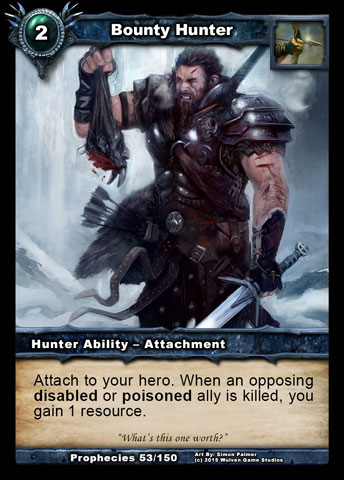 2
Bounty Hunter
Hunter Ability – Attachment
Attach to your hero. When an opposing
disabled or poisoned ally is killed, you
gain 1 resource.
"What's this one worth?"
Prophecies 53/150
Art By: Simon Palmer
(c) 2015 Wulven Game Studios